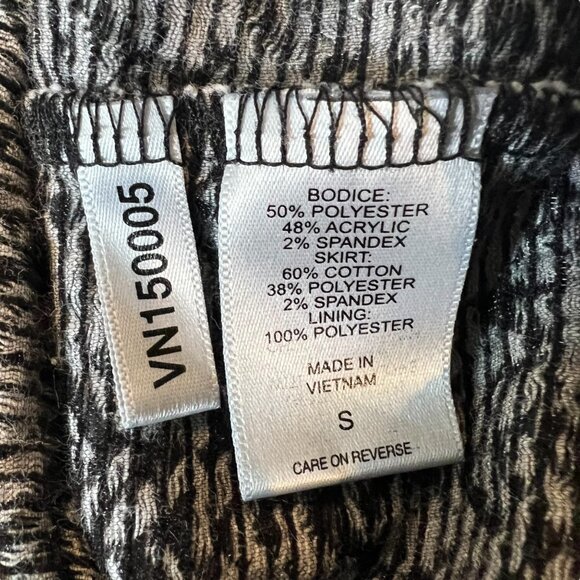 VN150005
BODICE:
50% POLYESTER
48% ACRYLIC
2% SPANDEX
SKIRT:
60% COTTON
38% POLYESTER
2% SPANDEX
LINING:
100% POLYESTER
MADE IN
VIETNAM
S
CARE ON REVERSE